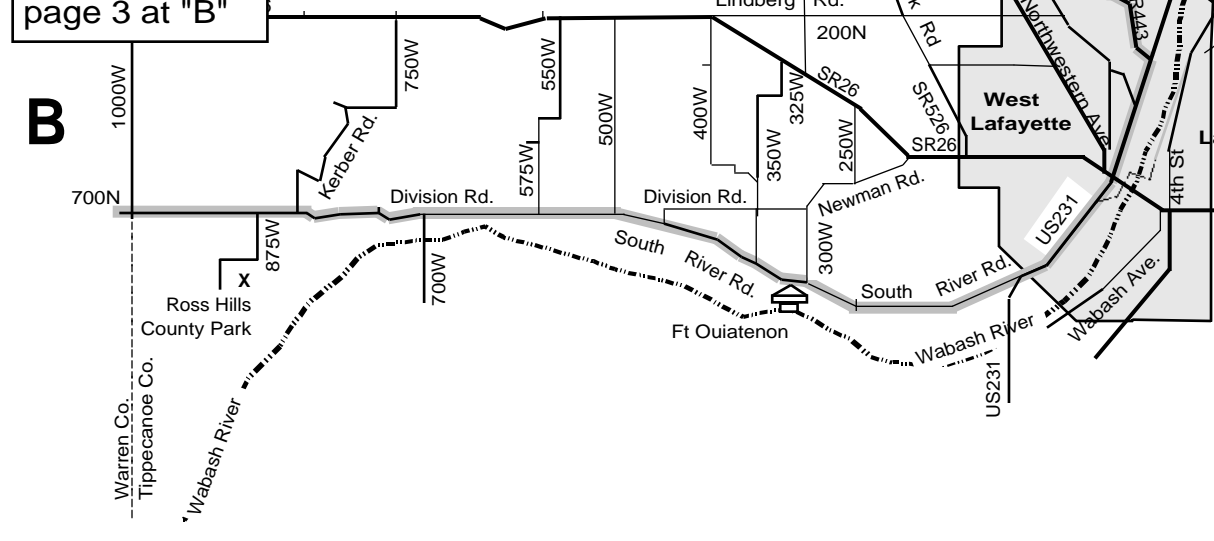 page 3 at "B"
Lindberg Rd.
200N
Rd
Northwestern Ave
R443
B
1000W
750W
550W
500W
400W
325W
350W
SR26
250W
SR526
West
Lafayette
SR26
4th St
Kerber Rd.
575W
700N
Division Rd.
Division Rd.
Newman Rd.
US231
875W
X
Ross Hills
County Park
700W
South
River Rd.
300W
South
River Rd.
Ft Ouiatenon
Wabash River
Wabash Ave.
US231
Warren Co.
Tippecanoe Co.
Wabash River